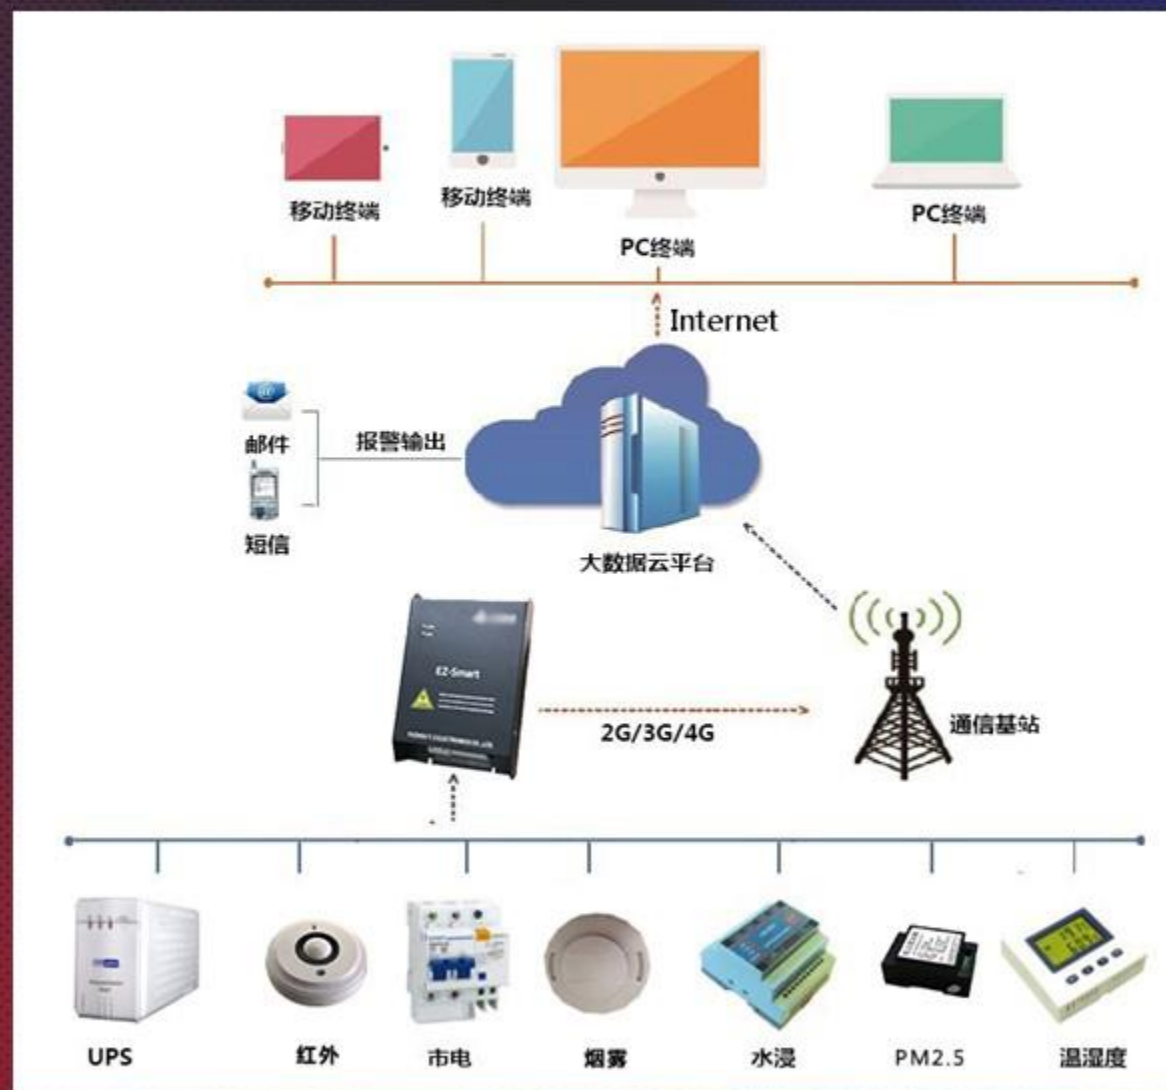 移动终端
移动终端
PC终端
PC终端
Internet
邮件
报警输出
短信
大数据云平台
EZ-Smart
2G/3G/4G
通信基站
UPS
红外
市电
烟雾
水浸
PM2.5
温湿度